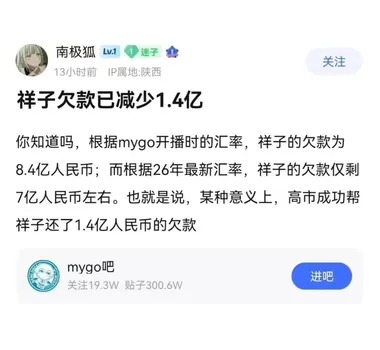 南极狐 Lv.1 迷子
13小时前 IP属地:陕西
关注
祥子欠款已减少1.4亿
你知道吗，根据mygo开播时的汇率，祥子的欠款为
8.4亿人民币；而根据26年最新汇率，祥子的欠款仅剩
7亿人民币左右。也就是说，某种意义上，高市成功帮
祥子还了1.4亿人民币的欠款
mygo吧
关注19.3W 贴子300.6W
进吧